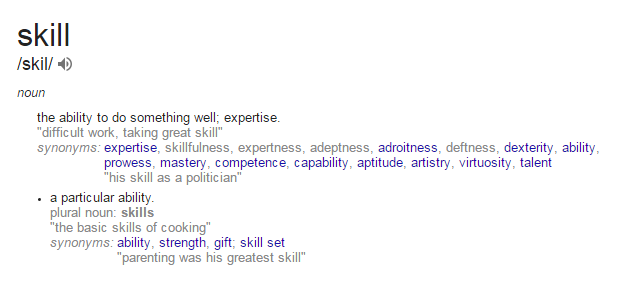 skill
/skil/
noun
the ability to do something well; expertise.
"difficult work, taking great skill"
synonyms: expertise, skillfulness, expertness, adeptness, adroitness, deftness, dexterity, ability,
prowess, mastery, competence, capability, aptitude, artistry, virtuosity, talent
"his skill as a politician"
• a particular ability.
plural noun: skills
"the basic skills of cooking"
synonyms: ability, strength, gift; skill set
"parenting was his greatest skill"